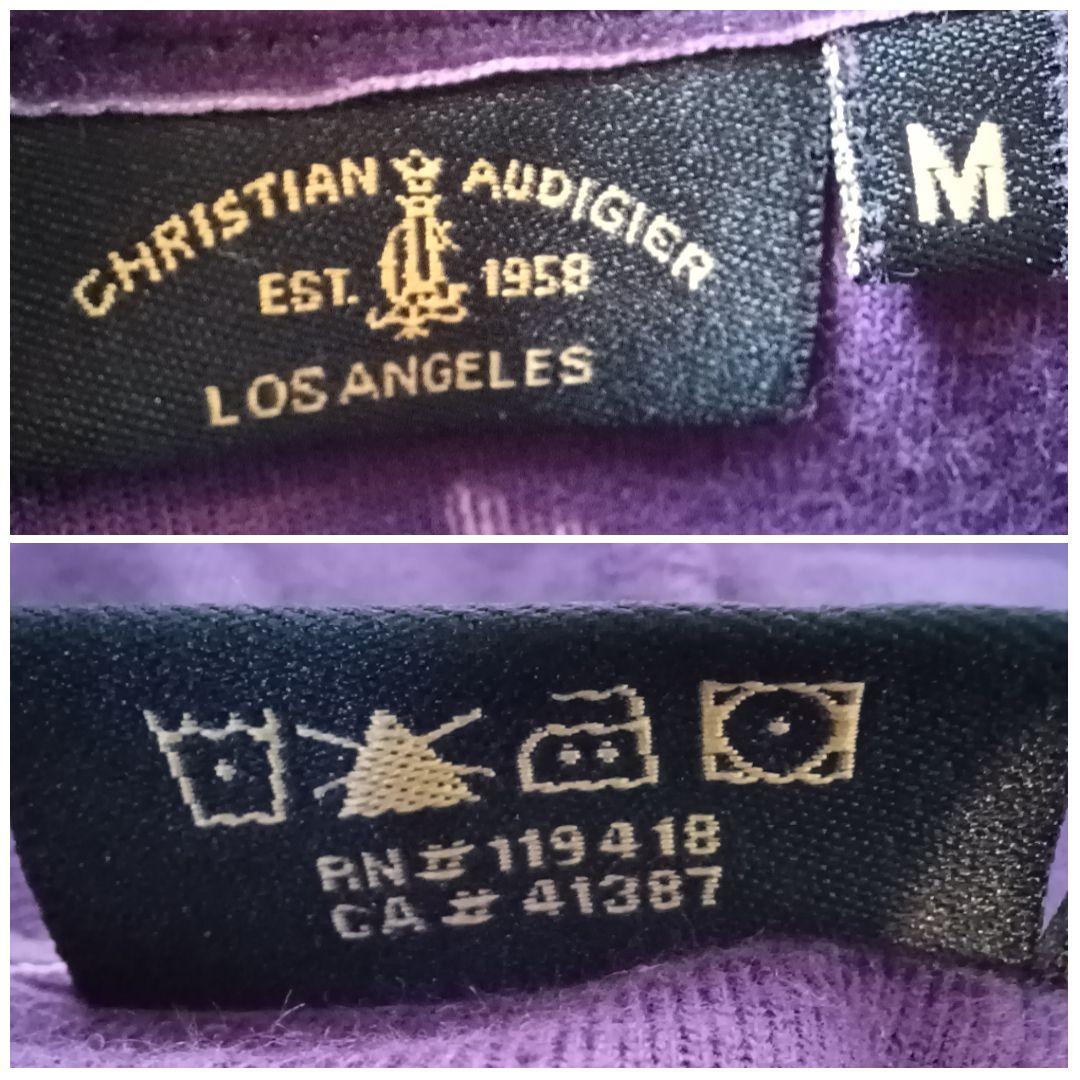 CHRISTIAN AUDIGIER
EST. 1958
LOS ANGELES
M
RN # 119418
CA # 41387